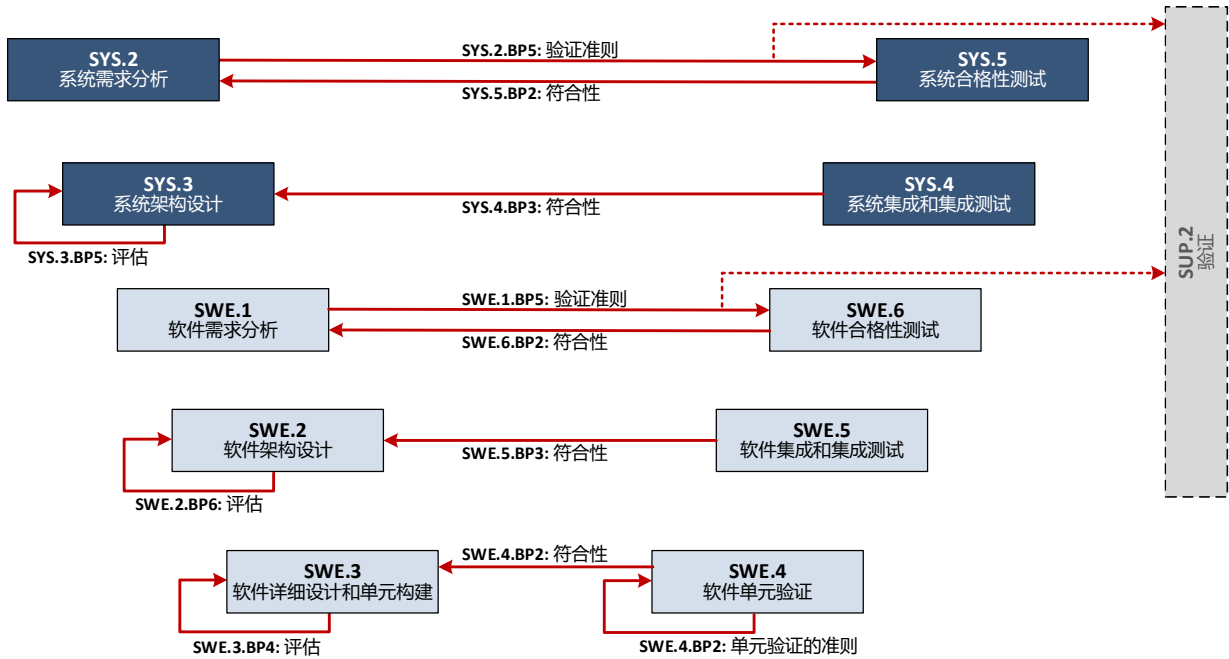 SYS.2.BP5: 验证准则
SYS.2
系统需求分析
SYS.5
系统合格性测试
SYS.5.BP2: 符合性
SYS.3
系统架构设计
SYS.4
系统集成和集成测试
SYS.4.BP3: 符合性
SYS.3.BP5: 评估
SUP.2
验证
SWE.1.BP5: 验证准则
SWE.1
软件需求分析
SWE.6
软件合格性测试
SWE.6.BP2: 符合性
SWE.2
软件架构设计
SWE.5
软件集成和集成测试
SWE.5.BP3: 符合性
SWE.2.BP6: 评估
SWE.4.BP2: 符合性
SWE.3
软件详细设计和单元构建
SWE.4
软件单元验证
SWE.3.BP4: 评估
SWE.4.BP2: 单元验证的准则